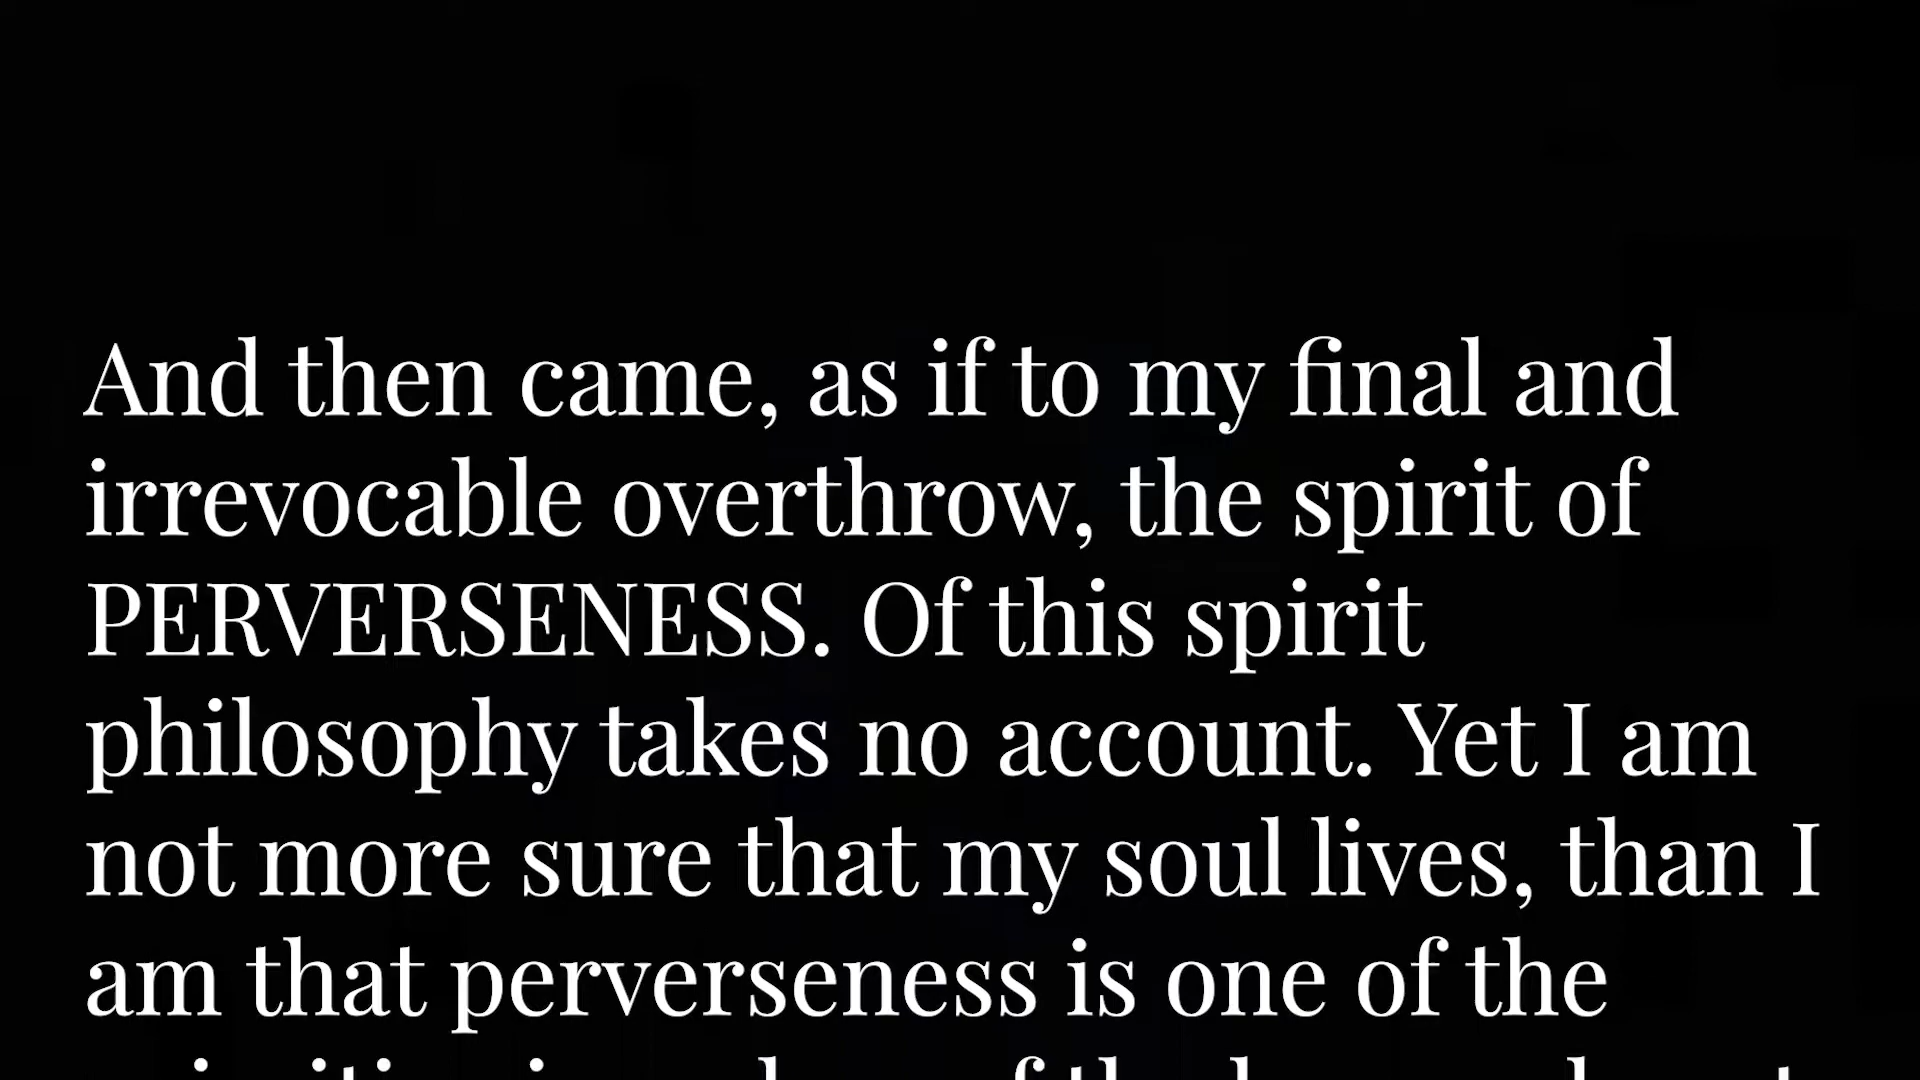 And then came, as if to my final and
irrevocable overthrow, the spirit of
PERVERSENESS. Of this spirit
philosophy takes no account. Yet I am
not more sure that my soul lives, than I
am that perverseness is one of the